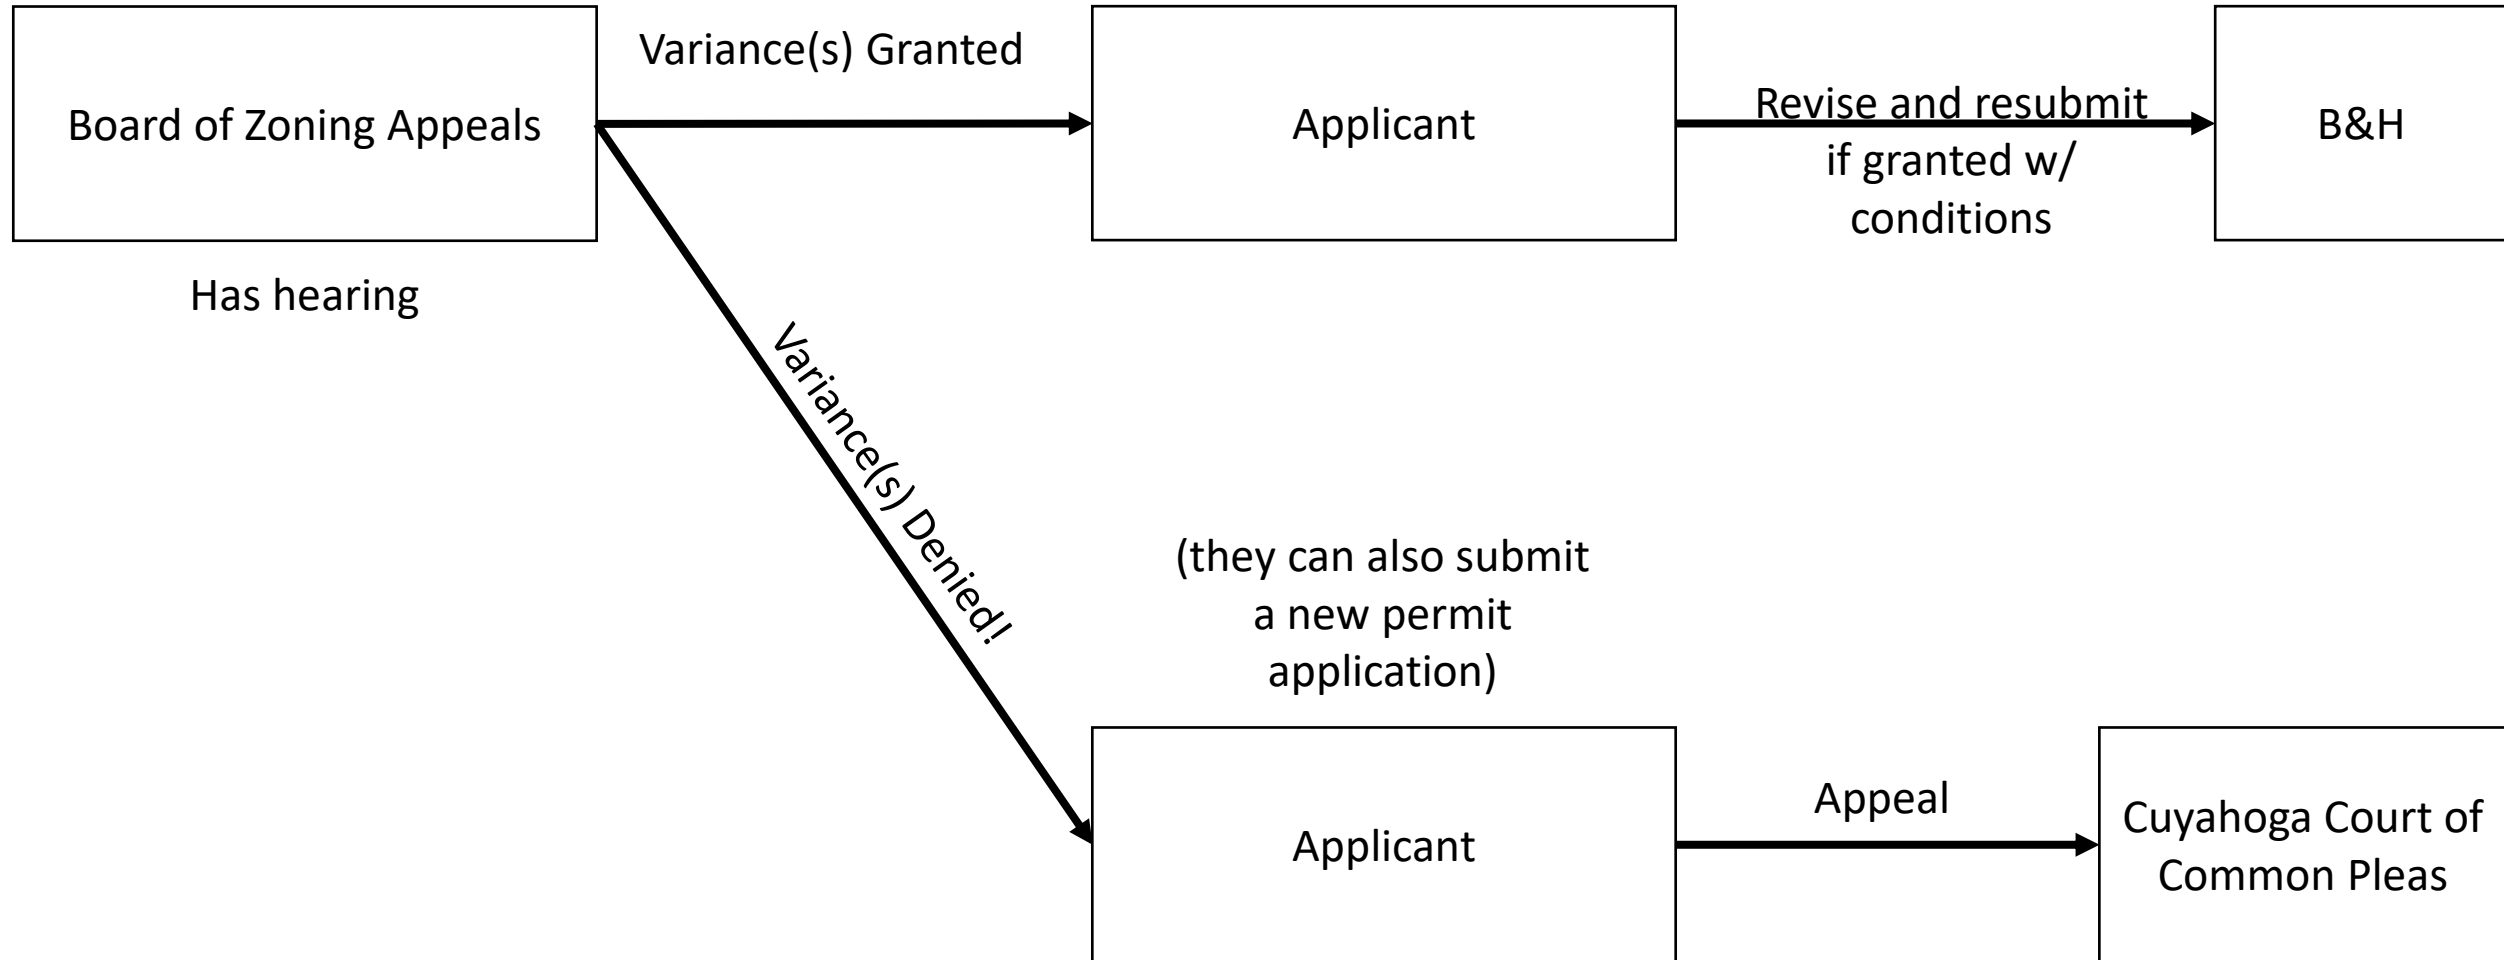 Board of Zoning Appeals
Variance(s) Granted
Applicant
Revise and resubmit
if granted w/
conditions
B&H
Has hearing
Variance(s) Denied!
(they can also submit
a new permit
application)
Applicant
Appeal
Cuyahoga Court of
Common Pleas